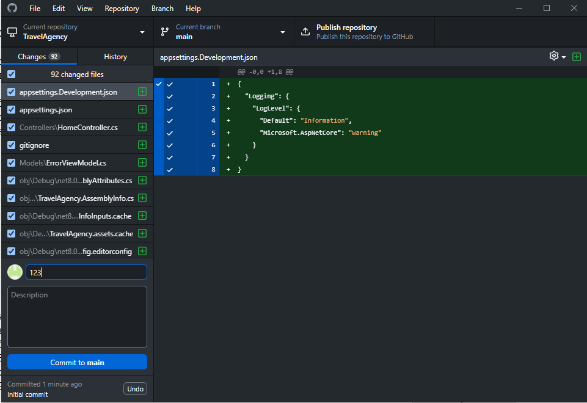 File Edit View Repository Branch Help
Current repository
TravelAgency
Current branch
main
Publish repository
Publish this repository to GitHub
Changes 92
History
92 changed files
appsettings.Development.json
appsettings.json
Controllers\HomeController.cs
gitignore
Models\ErrorViewModel.cs
obj\Debug\net8.0...blyAttributes.cs
obj...\TravelAgency.AssemblyInfo.cs
obj\Debug\net8.0...InfoInputs.cache
obj\De...\TravelAgency.assets.cache
obj\Debug\net8.0...fig.editorconfig
123
Description
Commit to main
Committed 1 minute ago
Initial commit
Undo
appsettings.Development.json
@@ -0,0 +1,8 @@
1 + {
2 + "Logging": {
3 + "LogLevel": {
4 + "Default": "Information",
5 + "Microsoft.AspNetCore": "Warning"
6 + }
7 + }
8 + }